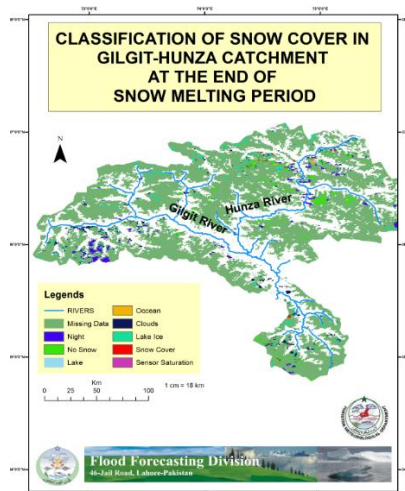 CLASSIFICATION OF SNOW COVER IN
GILGIT-HUNZA CATCHMENT
AT THE END OF
SNOW MELTING PERIOD
N
Hunza River
Gilgit River
Legends
RIVERS
Missing Data
Night
No Snow
Lake
Ocean
Clouds
Lake Ice
Snow Cover
Sensor Saturation
Km
0 25 50 100
1 cm = 18 km
Flood Forecasting Division
46-Jail Road, Lahore-Pakistan